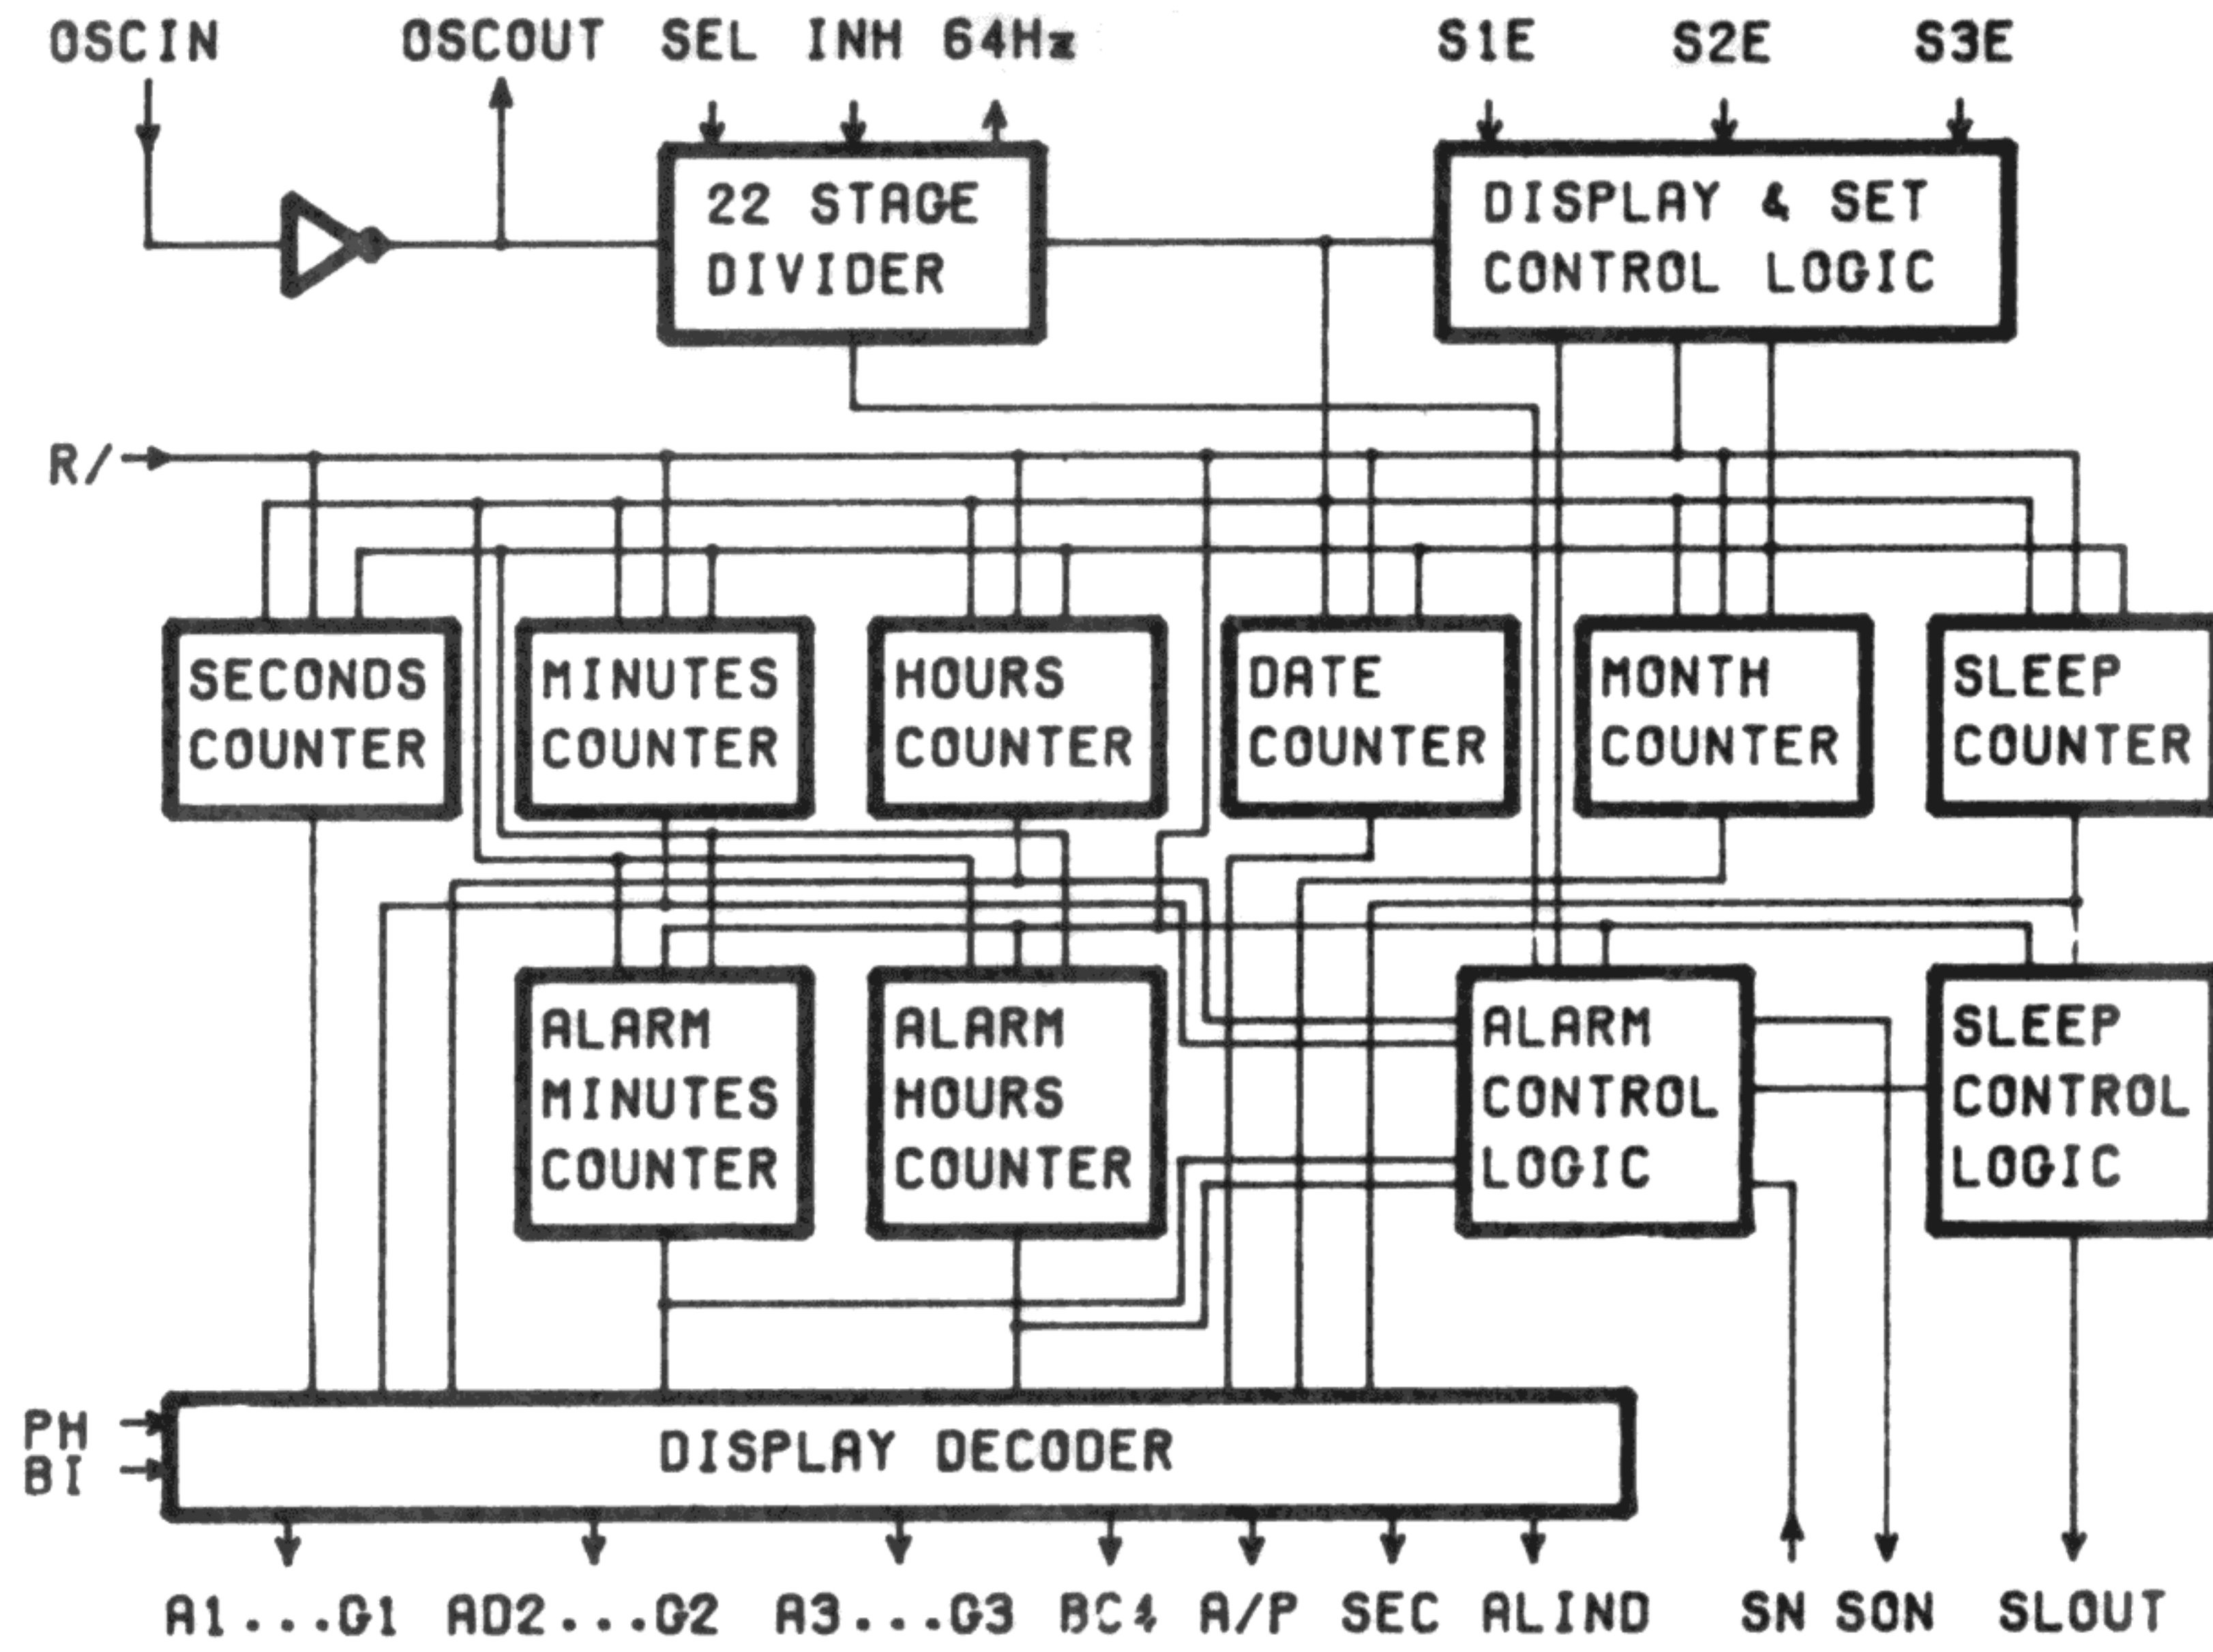 OSCIN OSCOUT SEL INH 64Hz S1E S2E S3E
22 STAGE
DIVIDER
DISPLAY & SET
CONTROL LOGIC
R/
SECONDS
COUNTER
MINUTES
COUNTER
HOURS
COUNTER
DATE
COUNTER
MONTH
COUNTER
SLEEP
COUNTER
ALARM
MINUTES
COUNTER
ALARM
HOURS
COUNTER
ALARM
CONTROL
LOGIC
SLEEP
CONTROL
LOGIC
PH
BI
DISPLAY DECODER
A1...G1 AD2...G2 A3...G3 BC4 A/P SEC ALIND SN SON SLOUT